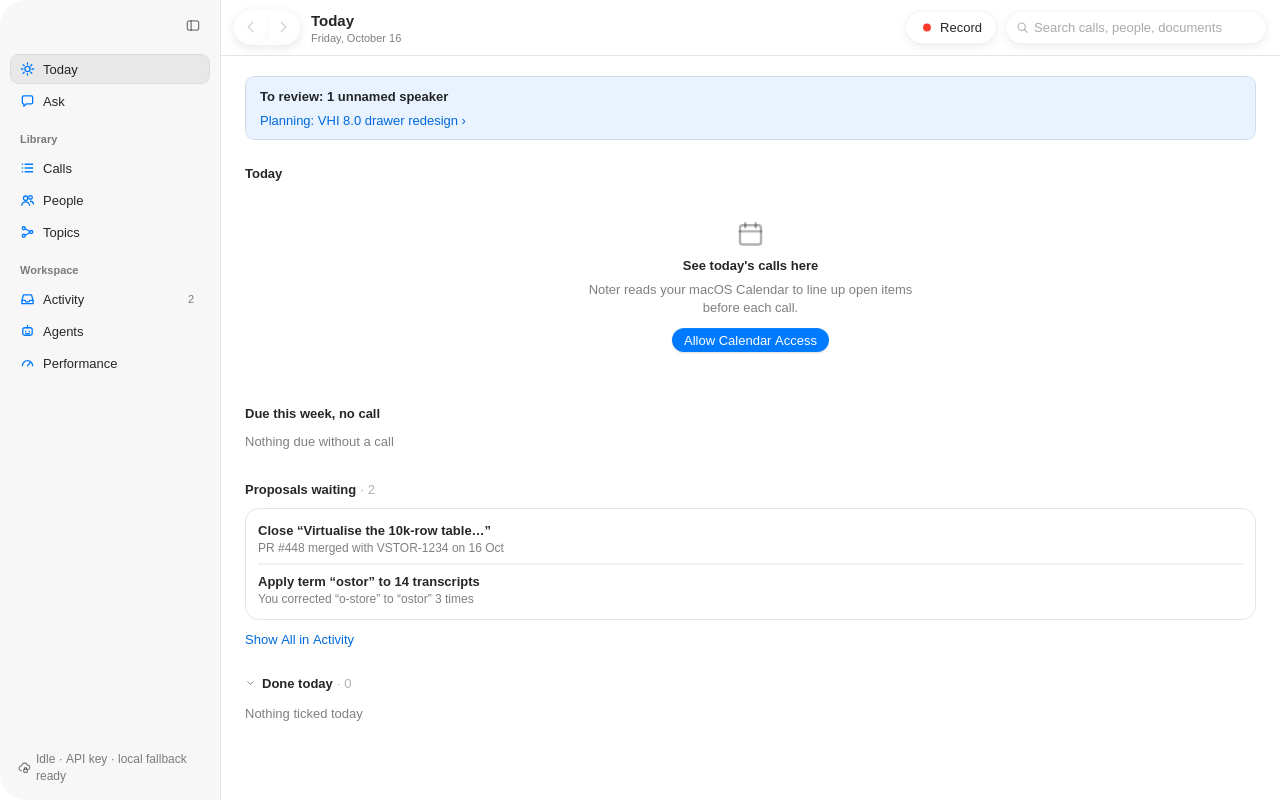 Today
Friday, October 16
Record
Search calls, people, documents
Today
Ask
Library
Calls
People
Topics
Workspace
Activity 2
Agents
Performance
Idle · API key · local fallback
ready
To review: 1 unnamed speaker
Planning: VHI 8.0 drawer redesign ›
Today
See today's calls here
Noter reads your macOS Calendar to line up open items
before each call.
Allow Calendar Access
Due this week, no call
Nothing due without a call
Proposals waiting · 2
Close “Virtualise the 10k-row table…”
PR #448 merged with VSTOR-1234 on 16 Oct
Apply term “ostor” to 14 transcripts
You corrected “o-store” to “ostor” 3 times
Show All in Activity
Done today · 0
Nothing ticked today